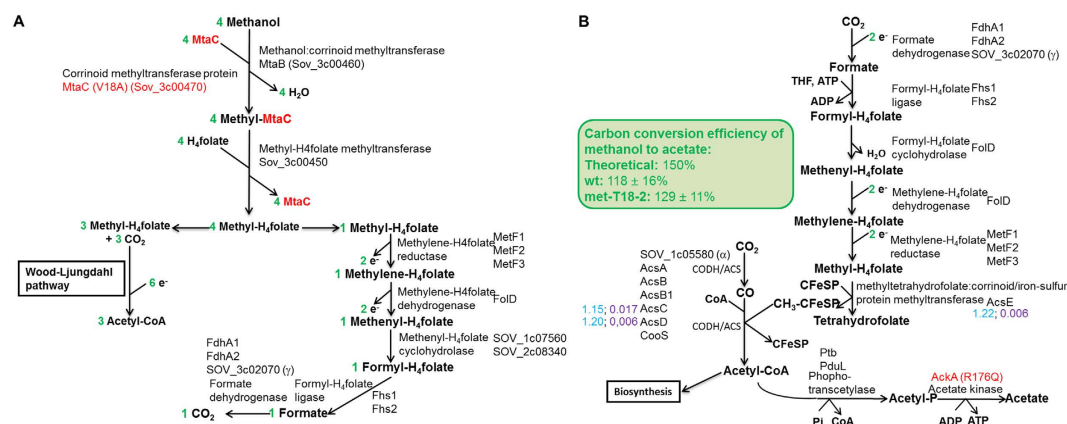 A
4 Methanol
4 MtaC
Methanol:corrinoid methyltransferase
MtaB (Sov_3c00460)
Corrinoid methyltransferase protein
MtaC (V18A) (Sov_3c00470)
4 H2O
4 Methyl-MtaC
4 H4folate
Methyl-H4folate methyltransferase
Sov_3c00450
4 MtaC
3 Methyl-H4folate
+ 3 CO2
4 Methyl-H4folate
1 Methyl-H4folate
Methylene-H4folate
reductase
MetF1
MetF2
MetF3
2 e-
Wood-Ljungdahl
pathway
6 e-
3 Acetyl-CoA
1 Methylene-H4folate
Methylene-H4folate
dehydrogenase
FolD
2 e-
1 Methenyl-H4folate
Methenyl-H4folate
cyclohydrolase
SOV_1c07560
SOV_2c08340
1 Formyl-H4folate
FdhA1
FdhA2
SOV_3c02070 (γ)
Formate
dehydrogenase
Formyl-H4folate
ligase
Fhs1
Fhs2
1 CO2
1 Formate
B
CO2
2 e-
Formate
dehydrogenase
FdhA1
FdhA2
SOV_3c02070 (γ)
Formate
THF, ATP
ADP
Formyl-H4folate
ligase
Fhs1
Fhs2
Formyl-H4folate
H2O
Formyl-H4folate
cyclohydrolase
FolD
Methenyl-H4folate
2 e-
Methylene-H4folate
dehydrogenase
FolD
Methylene-H4folate
2 e-
Methylene-H4folate
reductase
MetF1
MetF2
MetF3
Methyl-H4folate
CFeSP
methyltetrahydrofolate:corrinoid/iron-sulfur
protein methyltransferase
AcsE
1.22; 0.006
CH3-CFeSP
Tetrahydrofolate
Carbon conversion efficiency of
methanol to acetate:
Theoretical: 150%
wt: 118 ± 16%
met-T18-2: 129 ± 11%
SOV_1c05580 (α)
AcsA
AcsB
AcsB1
1.15; 0.017 AcsC
1.20; 0,006 AcsD
CooS
CO2
CODH/ACS
CO
CoA
CODH/ACS
CFeSP
Acetyl-CoA
Biosynthesis
Ptb
PduL
Phospho-
transcetylase
Pi CoA
Acetyl-P
AckA (R176Q)
Acetate kinase
ADP ATP
Acetate